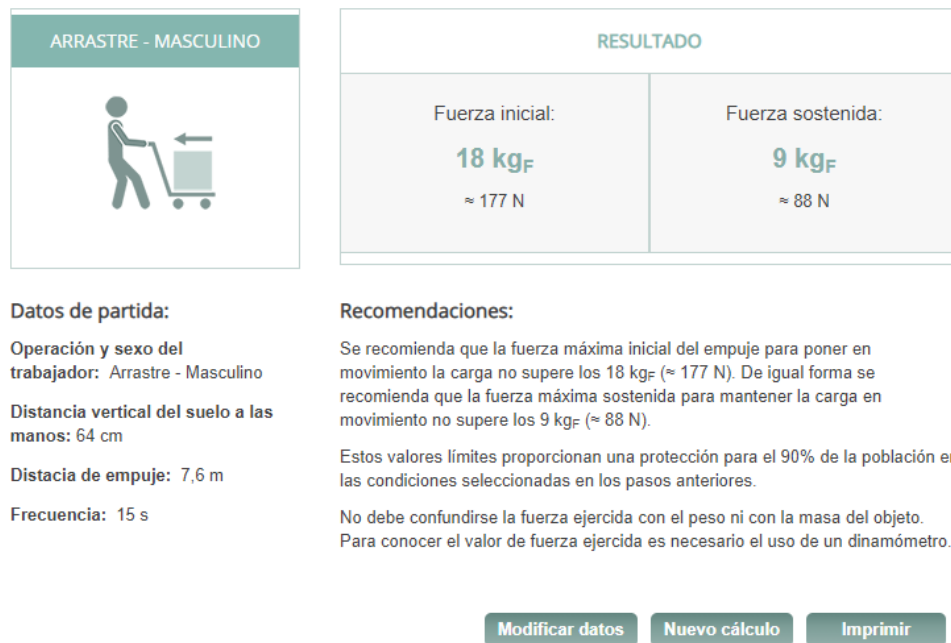 ARRASTRE - MASCULINO
RESULTADO
Fuerza inicial:
18 kgF
≈ 177 N
Fuerza sostenida:
9 kgF
≈ 88 N
Datos de partida:
Operación y sexo del
trabajador: Arrastre - Masculino
Distancia vertical del suelo a las
manos: 64 cm
Distacia de empuje: 7,6 m
Frecuencia: 15 s
Recomendaciones:
Se recomienda que la fuerza máxima inicial del empuje para poner en
movimiento la carga no supere los 18 kgF (≈ 177 N). De igual forma se
recomienda que la fuerza máxima sostenida para mantener la carga en
movimiento no supere los 9 kgF (≈ 88 N).
Estos valores límites proporcionan una protección para el 90% de la población en
las condiciones seleccionadas en los pasos anteriores.
No debe confundirse la fuerza ejercida con el peso ni con la masa del objeto.
Para conocer el valor de fuerza ejercida es necesario el uso de un dinamómetro.
Modificar datos
Nuevo cálculo
Imprimir